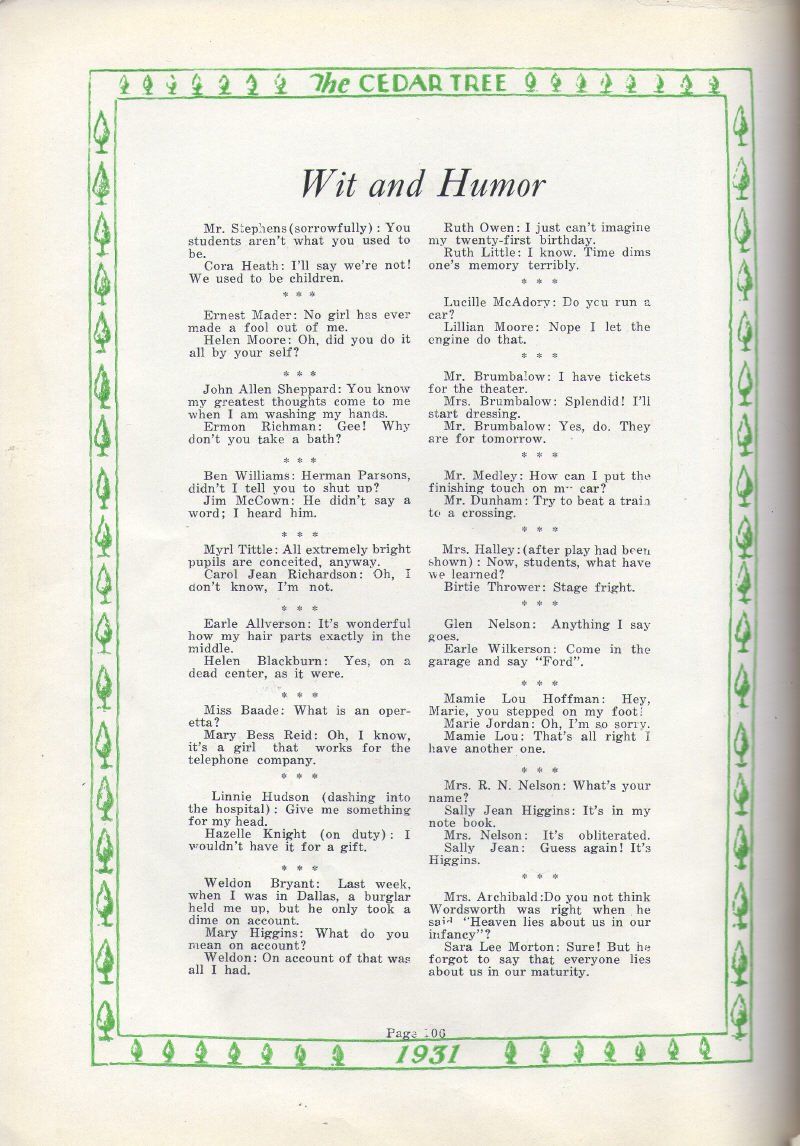 The CEDAR TREE
Wit and Humor
Mr. Stephens (sorrowfully) : You
students aren't what you used to
be.
Cora Heath: I'll say we're not!
We used to be children.
* * *
Ernest Mader: No girl has ever
made a fool out of me.
Helen Moore: Oh, did you do it
all by your self?
* * *
John Allen Sheppard: You know
my greatest thoughts come to me
when I am washing my hands.
Ermon Richman: Gee! Why
don't you take a bath?
* * *
Ben Williams: Herman Parsons,
didn't I tell you to shut up?
Jim McCown: He didn't say a
word; I heard him.
* * *
Myrl Tittle: All extremely bright
pupils are conceited, anyway.
Carol Jean Richardson: Oh, I
don't know, I'm not.
* * *
Earle Allverson: It's wonderful
how my hair parts exactly in the
middle.
Helen Blackburn: Yes, on a
dead center, as it were.
* * *
Miss Baade: What is an oper-
etta?
Mary Bess Reid: Oh, I know,
it's a girl that works for the
telephone company.
* * *
Linnie Hudson (dashing into
the hospital) : Give me something
for my head.
Hazelle Knight (on duty) : I
wouldn't have it for a gift.
* * *
Weldon Bryant: Last week,
when I was in Dallas, a burglar
held me up, but he only took a
dime on account.
Mary Higgins: What do you
mean on account?
Weldon: On account of that was
all I had.
Ruth Owen: I just can't imagine
my twenty-first birthday.
Ruth Little: I know. Time dims
one's memory terribly.
* * *
Lucille McAdory: Do you run a
car?
Lillian Moore: Nope I let the
engine do that.
* * *
Mr. Brumbalow: I have tickets
for the theater.
Mrs. Brumbalow: Splendid! I'll
start dressing.
Mr. Brumbalow: Yes, do. They
are for tomorrow.
* * *
Mr. Medley: How can I put the
finishing touch on my car?
Mr. Dunham: Try to beat a train
to a crossing.
* * *
Mrs. Halley: (after play had been
shown) : Now, students, what have
we learned?
Birtie Thrower: Stage fright.
* * *
Glen Nelson: Anything I say
goes.
Earle Wilkerson: Come in the
garage and say "Ford".
* * *
Mamie Lou Hoffman: Hey,
Marie, you stepped on my foot!
Marie Jordan: Oh, I'm so sorry.
Mamie Lou: That's all right I
have another one.
* * *
Mrs. R. N. Nelson: What's your
name?
Sally Jean Higgins: It's in my
note book.
Mrs. Nelson: It's obliterated.
Sally Jean: Guess again! It's
Higgins.
* * *
Mrs. Archibald :Do you not think
Wordsworth was right when he
said "Heaven lies about us in our
infancy"?
Sara Lee Morton: Sure! But he
forgot to say that everyone lies
about us in our maturity.
Page 106
1931